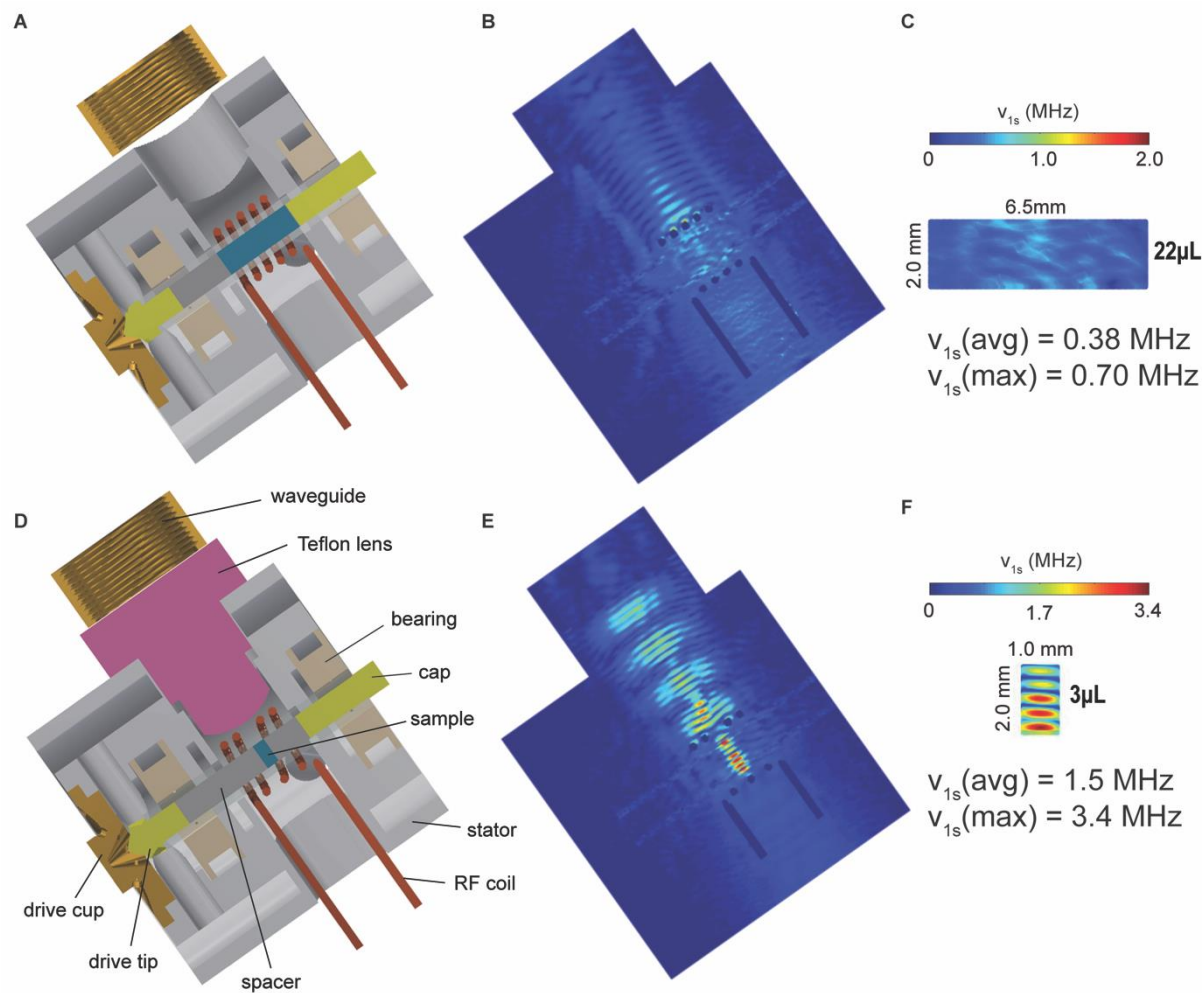 A
B
C
v1s (MHz)
0
1.0
2.0
6.5mm
2.0 mm
22μL
v1s(avg) = 0.38 MHz
v1s(max) = 0.70 MHz
D
waveguide
Teflon lens
bearing
cap
sample
stator
RF coil
drive cup
drive tip
spacer
E
F
v1s (MHz)
0
1.7
3.4
1.0 mm
2.0 mm
3μL
v1s(avg) = 1.5 MHz
v1s(max) = 3.4 MHz